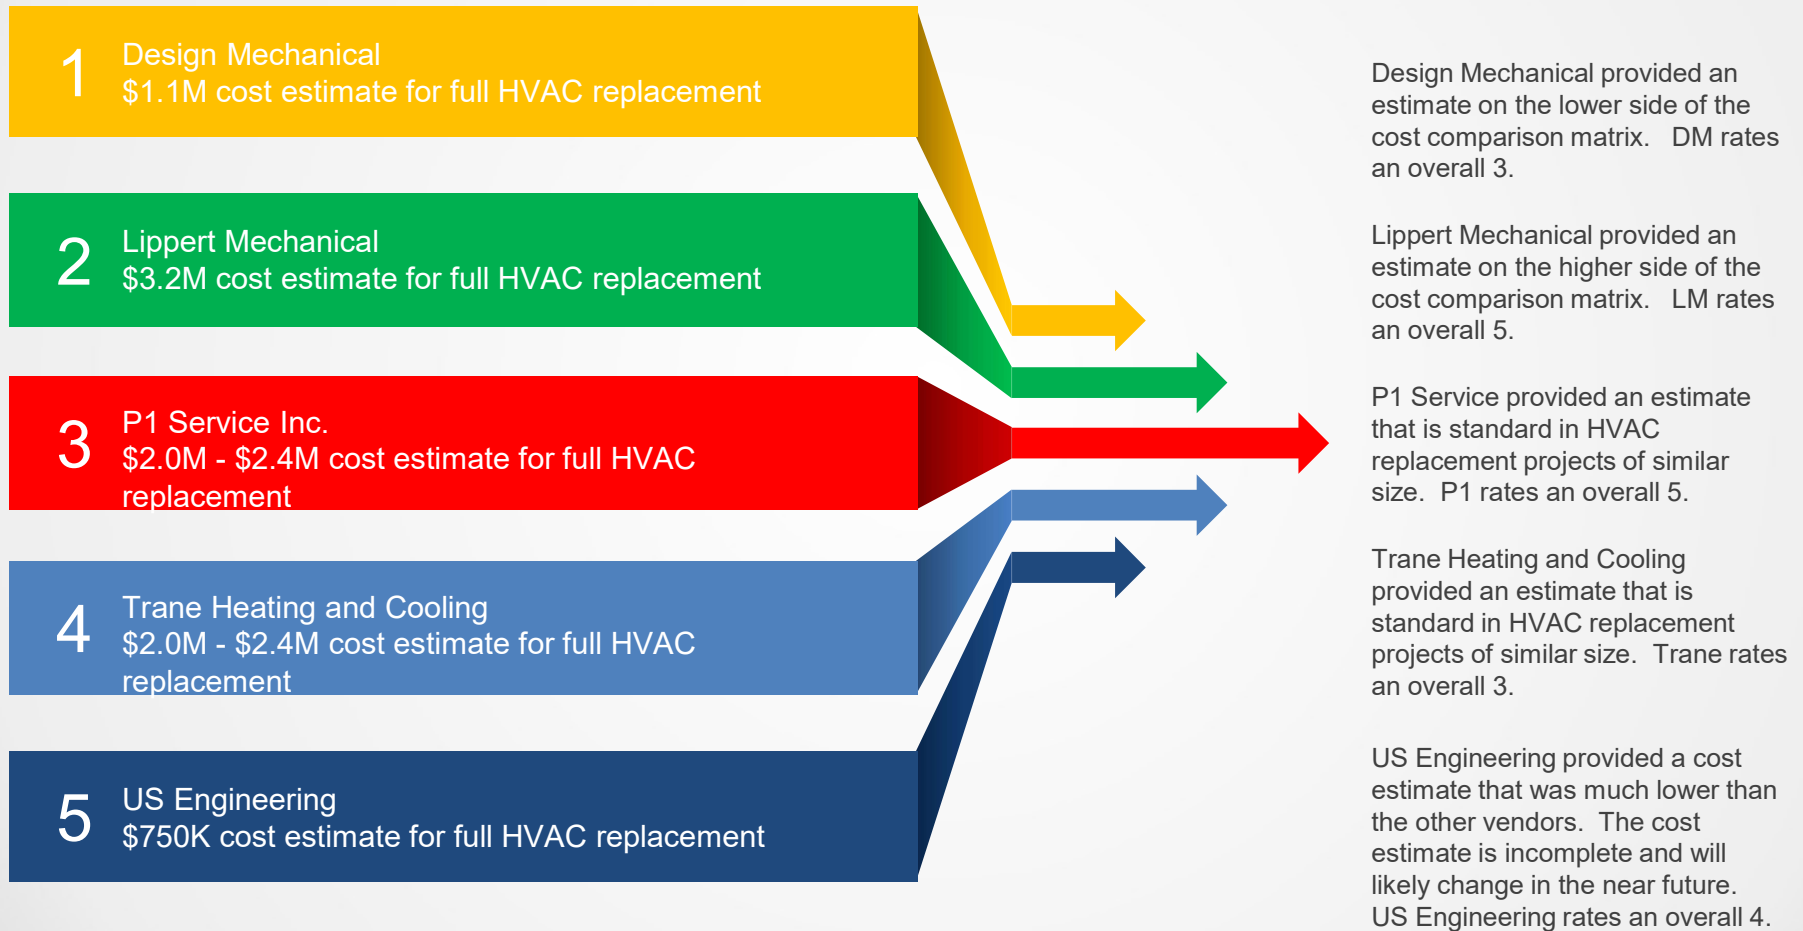 1
Design Mechanical
$1.1M cost estimate for full HVAC replacement
2
Lippert Mechanical
$3.2M cost estimate for full HVAC replacement
3
P1 Service Inc.
$2.0M - $2.4M cost estimate for full HVAC
replacement
4
Trane Heating and Cooling
$2.0M - $2.4M cost estimate for full HVAC
replacement
5
US Engineering
$750K cost estimate for full HVAC replacement
Design Mechanical provided an
estimate on the lower side of the
cost comparison matrix.   DM rates
an overall 3.
Lippert Mechanical provided an
estimate on the higher side of the
cost comparison matrix.   LM rates
an overall 5.
P1 Service provided an estimate
that is standard in HVAC
replacement projects of similar
size.  P1 rates an overall 5.
Trane Heating and Cooling
provided an estimate that is
standard in HVAC replacement
projects of similar size.  Trane rates
an overall 3.
US Engineering provided a cost
estimate that was much lower than
the other vendors.  The cost
estimate is incomplete and will
likely change in the near future.
US Engineering rates an overall 4.